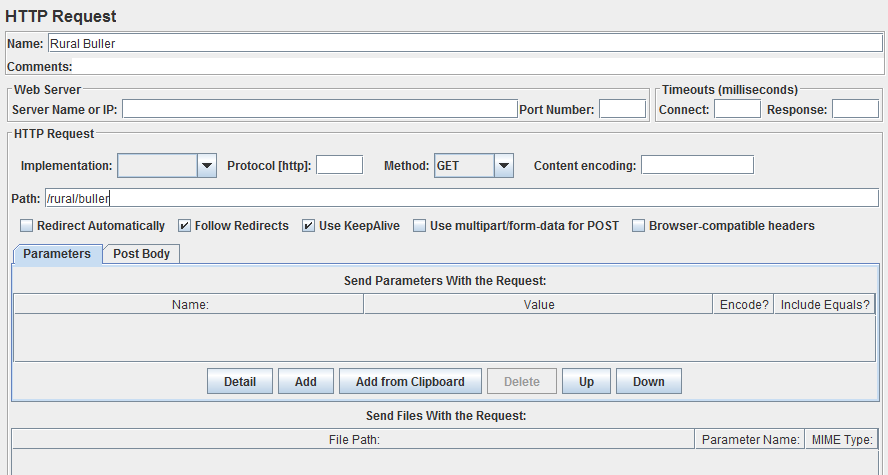 HTTP Request
Name: Rural Buller
Comments:
Web Server
Timeouts (milliseconds)
Server Name or IP: Port Number: Connect: Response:
HTTP Request
Implementation: Protocol [http]: Method: GET Content encoding:
Path: /rural/buller
Redirect Automatically Follow Redirects Use KeepAlive Use multipart/form-data for POST Browser-compatible headers
Parameters Post Body
Send Parameters With the Request:
Name: Value Encode? Include Equals?
Detail Add Add from Clipboard Delete Up Down
Send Files With the Request:
File Path: Parameter Name: MIME Type: